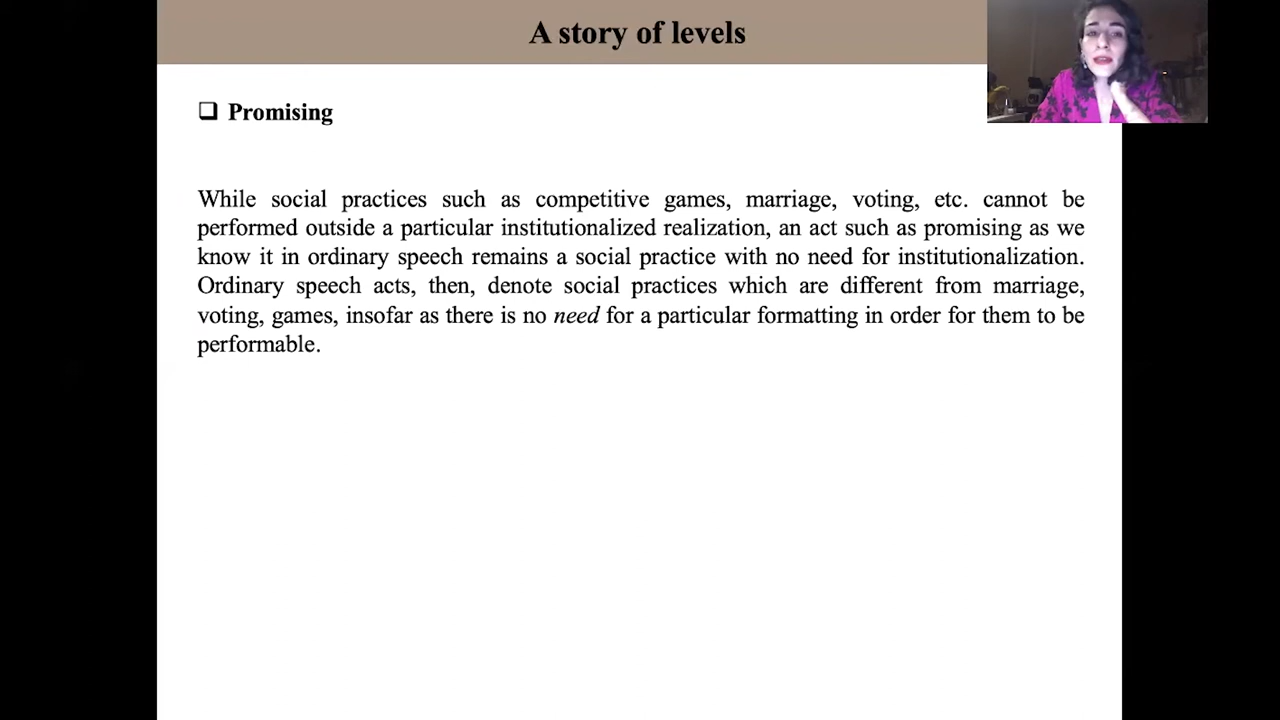 A story of levels
❑ Promising
While social practices such as competitive games, marriage, voting, etc. cannot be
performed outside a particular institutionalized realization, an act such as promising as we
know it in ordinary speech remains a social practice with no need for institutionalization.
Ordinary speech acts, then, denote social practices which are different from marriage,
voting, games, insofar as there is no need for a particular formatting in order for them to be
performable.